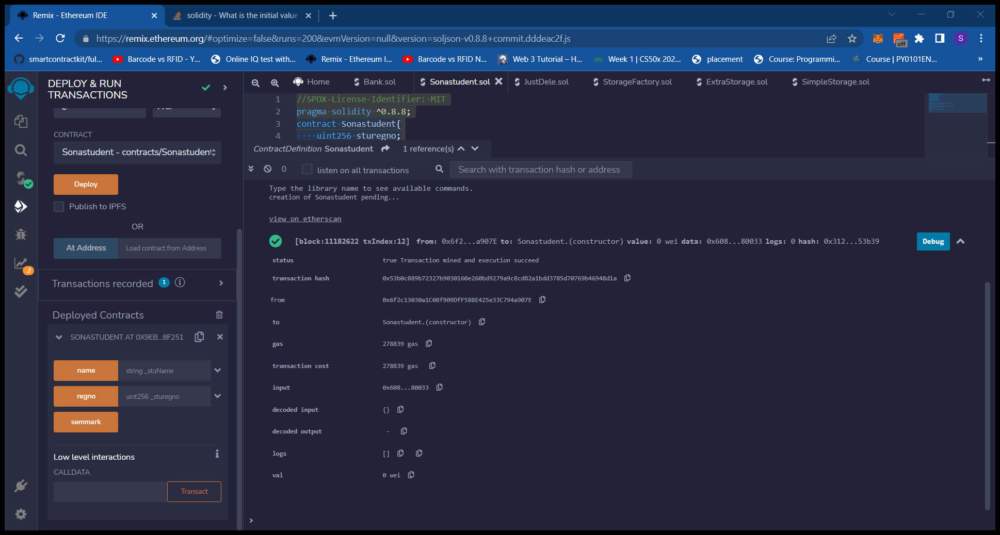 Remix - Ethereum IDE
solidity - What is the initial value
https://remix.ethereum.org/#optimize=false&runs=200&evmVersion=null&version=soljson-v0.8.8+commit.dddeac2f.js
off
S
smartcontractkit/ful...
Barcode vs RFID - Y...
Online IQ test with...
Remix - Ethereum I...
Barcode vs RFID N...
Web 3 Tutorial – H...
Week 1 | CS50x 202...
placement
Course: Programmi...
Course | PY0101EN...
»
DEPLOY & RUN
TRANSACTIONS
CONTRACT
Sonastudent - contracts/Sonastudent
Deploy
Publish to IPFS
OR
At Address
Load contract from Address
2
Transactions recorded 1
Deployed Contracts
SONASTUDENT AT 0X9EB...8F251
name
string _stuName
regno
uint256 _sturegno
semmark
Low level interactions
CALLDATA
Transact
Home
Bank.sol
Sonastudent.sol
JustDele.sol
StorageFactory.sol
ExtraStorage.sol
SimpleStorage.sol
1 //SPDX-License-Identifier: MIT
2 pragma solidity ^0.8.8;
3 contract Sonastudent{
4 uint256 sturegno;
ContractDefinition Sonastudent 1 reference(s)
0
listen on all transactions
Search with transaction hash or address
Type the library name to see available commands.
creation of Sonastudent pending...
view on etherscan
[block:11182622 txIndex:12] from: 0x6f2...a907E to: Sonastudent.(constructor) value: 0 wei data: 0x608...80033 logs: 0 hash: 0x312...53b39
Debug
status true Transaction mined and execution succeed
transaction hash 0x53b0c889b72327b9030160e260bd9279a9c8cd82a1bdd3785d70769b46948d1a
from 0x6f2c13030a1C08f909DfF588E425e33C794a907E
to Sonastudent.(constructor)
gas 278839 gas
transaction cost 278839 gas
input 0x608...80033
decoded input {}
decoded output -
logs []
val 0 wei
>